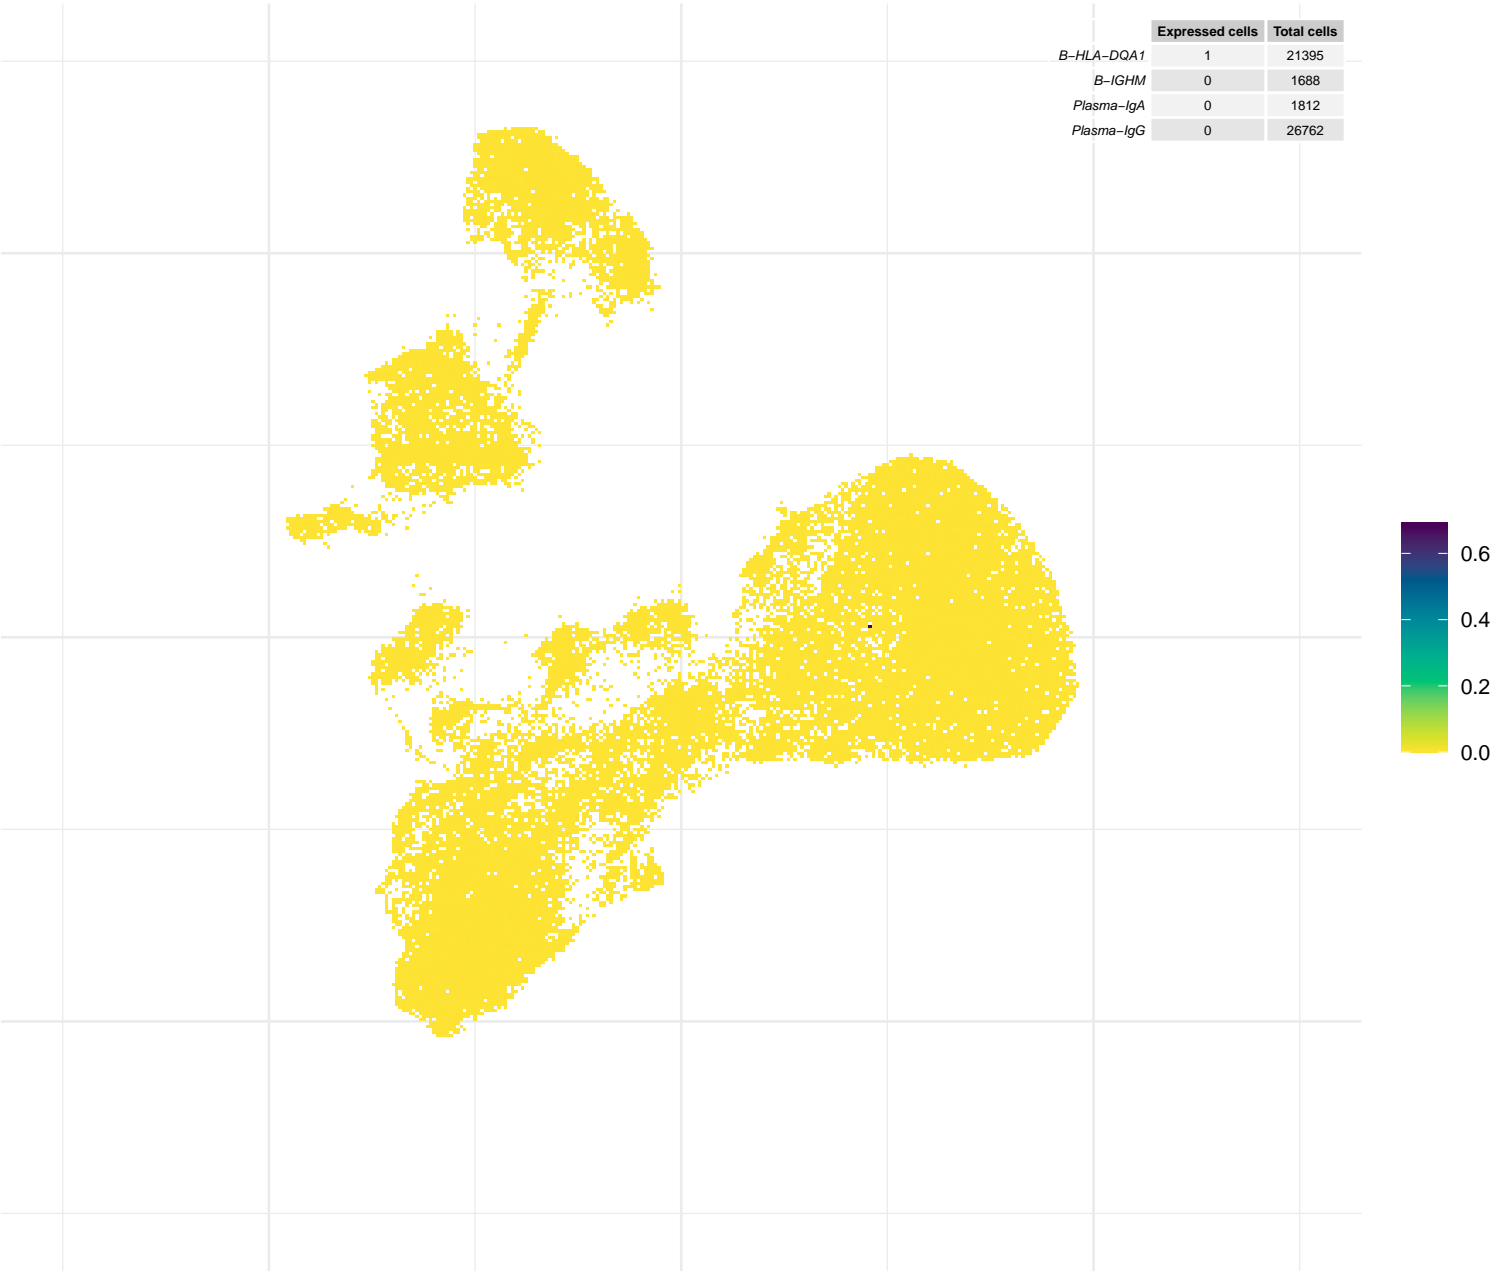 Expressed cells Total cells
B−HLA−DQA1 1 21395
B−IGHM 0 1688
Plasma−IgA 0 1812
Plasma−IgG 0 26762
0.6
0.4
0.2
0.0